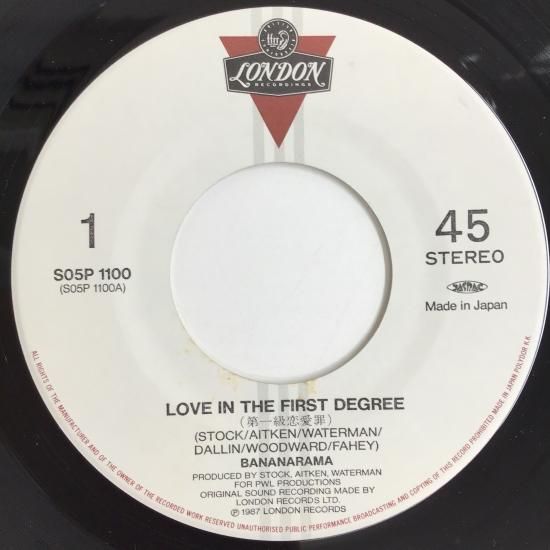 LONDON
RECORDINGS
1
S05P 1100
(S05P 1100A)
45
STEREO
JASRAC
Made in Japan
LOVE IN THE FIRST DEGREE
(第一級恋愛罪)
(STOCK/AITKEN/WATERMAN/
DALLIN/WOODWARD/FAHEY)
BANANARAMA
PRODUCED BY STOCK, AITKEN, WATERMAN
FOR PWL PRODUCTIONS
ORIGINAL SOUND RECORDING MADE BY
LONDON RECORDS LTD.
℗ 1987 LONDON RECORDS
ALL RIGHTS OF THE MANUFACTURER AND OF THE OWNER OF THE RECORDED WORK RESERVED UNAUTHORISED PUBLIC PERFORMANCE BROADCASTING AND COPYING OF THIS RECORD PROHIBITED MADE IN JAPAN POLYDOR K.K.